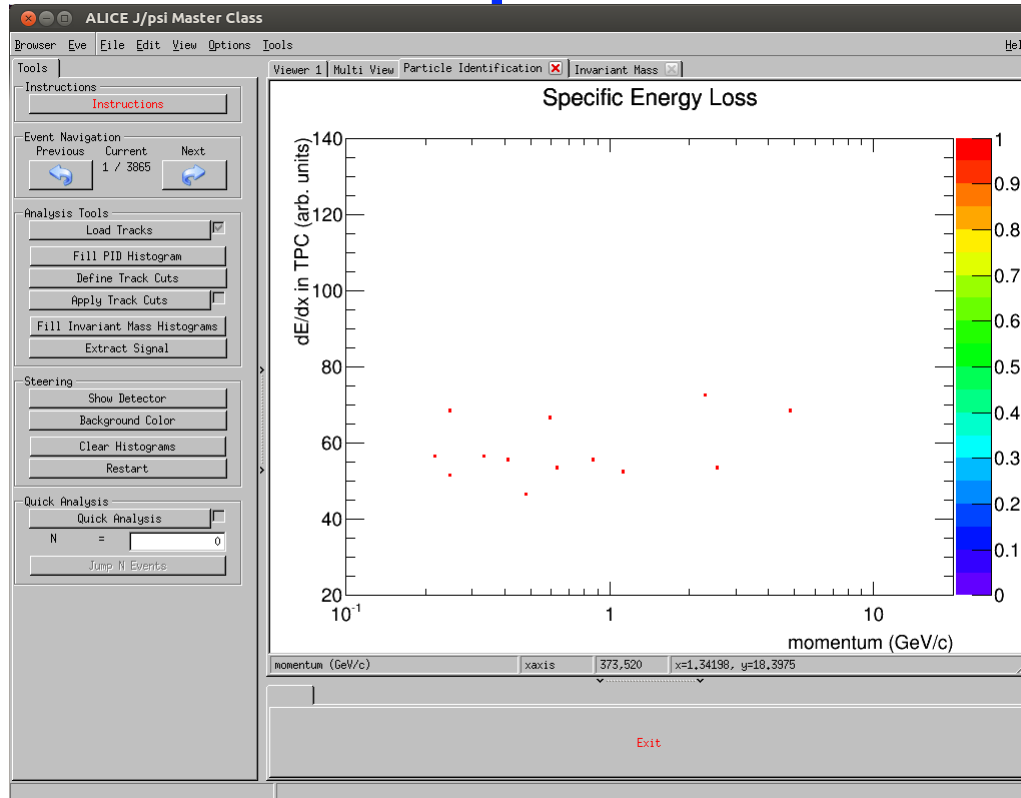 ALICE J/psi Master Class
Browser Eve File Edit View Options Tools
Tools
Instructions
Instructions
Event Navigation
Previous Current Next
1 / 3865
Analysis Tools
Load Tracks
Fill PID Histogram
Define Track Cuts
Apply Track Cuts
Fill Invariant Mass Histograms
Extract Signal
Steering
Show Detector
Background Color
Clear Histograms
Restart
Quick Analysis
Quick Analysis
N = 0
Jump N Events
Viewer 1 Multi View Particle Identification Invariant Mass
Specific Energy Loss
dE/dx in TPC (arb. units)
140
120
100
80
60
40
20
10⁻¹ 1 10
momentum (GeV/c)
1
0.9
0.8
0.7
0.6
0.5
0.4
0.3
0.2
0.1
0
momentum (GeV/c) xaxis 373,520 x=1.34198, y=18.3975
Exit